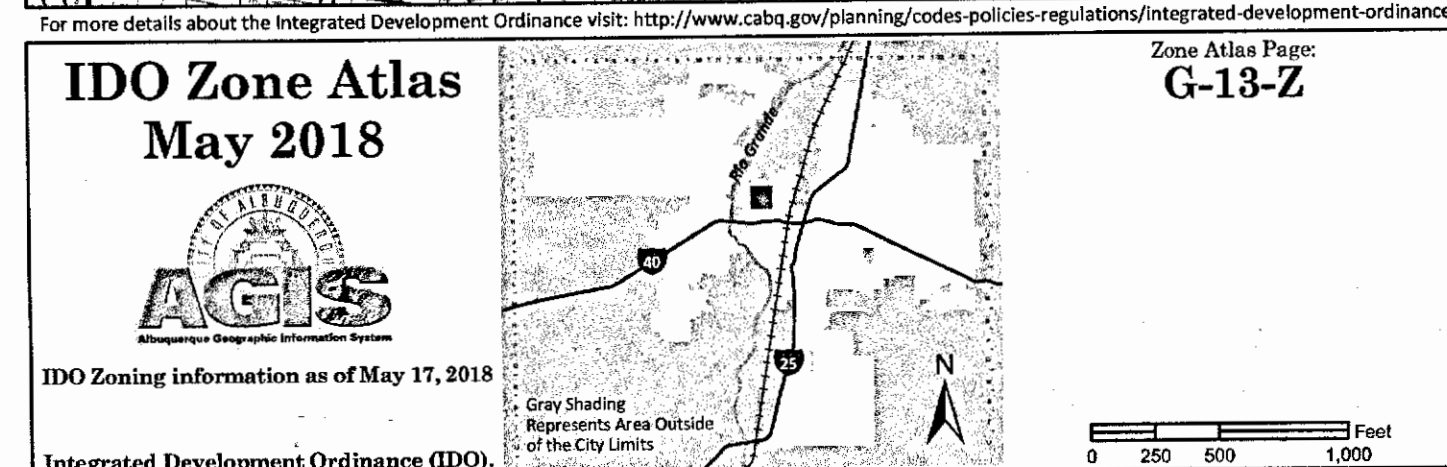 For more details about the Integrated Development Ordinance visit: http://www.cabq.gov/planning/codes-policies-regulations/integrated-development-ordinance
IDO Zone Atlas
May 2018
CITY OF ALBUQUERQUE
AGIS
Albuquerque Geographic Information System
IDO Zoning information as of May 17, 2018
Integrated Development Ordinance (IDO).
Rio Grande
40
25
N
Gray Shading
Represents Area Outside
of the City Limits
Zone Atlas Page:
G-13-Z
Feet
0 250 500 1,000